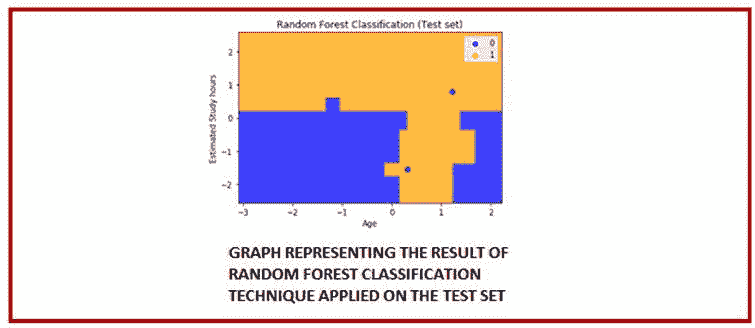 Random Forest Classification (Test set)
0
1
2
1
0
−1
−2
Estimated Study hours
−3
−2
−1
0
1
2
Age
GRAPH REPRESENTING THE RESULT OF
RANDOM FOREST CLASSIFICATION
TECHNIQUE APPLIED ON THE TEST SET